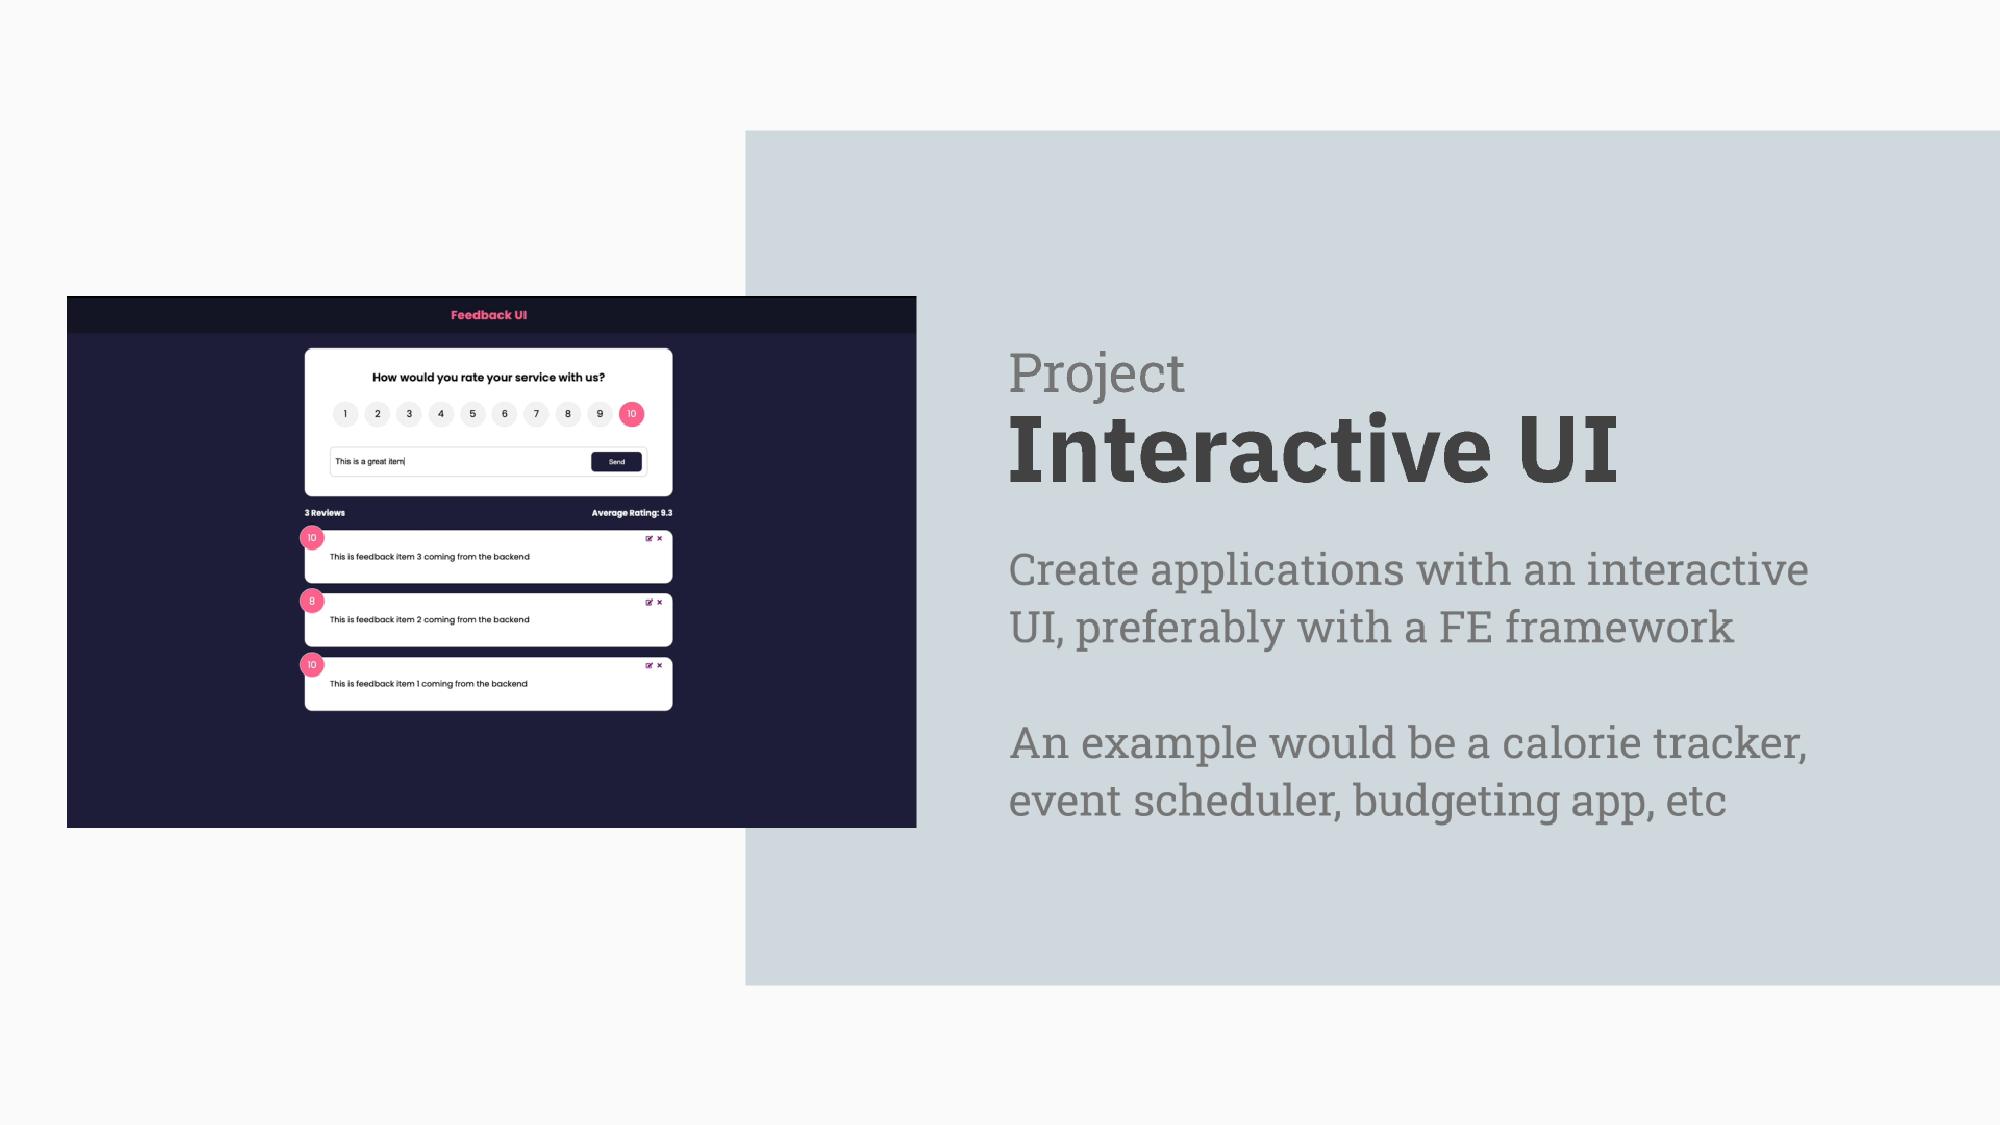 Feedback UI
How would you rate your service with us?
1 2 3 4 5 6 7 8 9 10
This is a great item
Send
3 Reviews
Average Rating: 9.3
10
This is feedback item 3 coming from the backend
8
This is feedback item 2 coming from the backend
10
This is feedback item 1 coming from the backend
Project
Interactive UI
Create applications with an interactive
UI, preferably with a FE framework
An example would be a calorie tracker,
event scheduler, budgeting app, etc